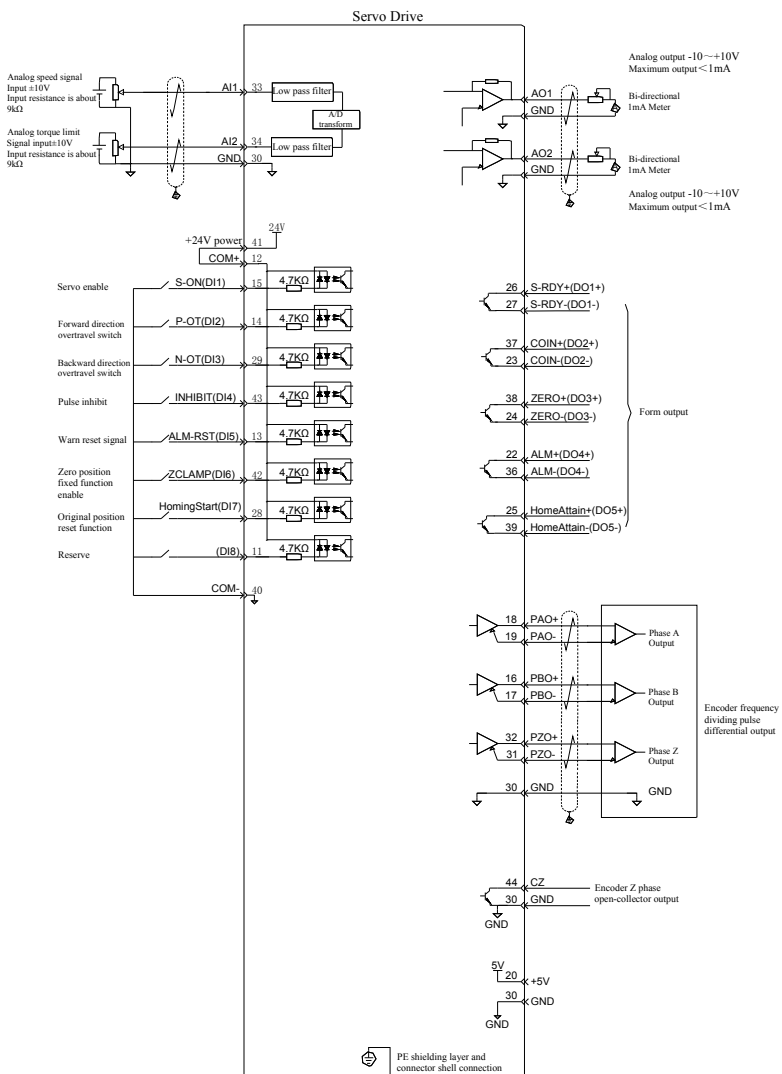 Servo Drive
Analog speed signal
Input ±10V
Input resistance is about
9kΩ
AI1 33 Low pass filter
A/D
transform
Analog torque limit
Signal input±10V
Input resistance is about
9kΩ
AI2 34 Low pass filter
GND 30
Analog output -10～+10V
Maximum output＜1mA
AO1
GND
Bi-directional
1mA Meter
AO2
GND
Bi-directional
1mA Meter
Analog output -10～+10V
Maximum output＜1mA
24V
+24V power 41
COM+ 12
Servo enable S-ON(DI1) 15 4.7KΩ
Forward direction
overtravel switch
P-OT(DI2) 14 4.7KΩ
Backward direction
overtravel switch
N-OT(DI3) 29 4.7KΩ
Pulse inhibit INHIBIT(DI4) 43 4.7KΩ
Warn reset signal ALM-RST(DI5) 13 4.7KΩ
Zero position
fixed function
enable
ZCLAMP(DI6) 42 4.7KΩ
Original position
reset function
HomingStart(DI7) 28 4.7KΩ
Reserve (DI8) 11 4.7KΩ
COM- 40
26 S-RDY+(DO1+)
27 S-RDY-(DO1-)
37 COIN+(DO2+)
23 COIN-(DO2-)
38 ZERO+(DO3+)
24 ZERO-(DO3-)
Form output
22 ALM+(DO4+)
36 ALM-(DO4-)
25 HomeAttain+(DO5+)
39 HomeAttain-(DO5-)
18 PAO+
19 PAO-
Phase A
Output
16 PBO+
17 PBO-
Phase B
Output
32 PZO+
31 PZO-
Phase Z
Output
30 GND GND
Encoder frequency
dividing pulse
differential output
44 CZ
30 GND
GND
Encoder Z phase
open-collector output
5V
20 +5V
30 GND
GND
PE shielding layer and
connector shell connection